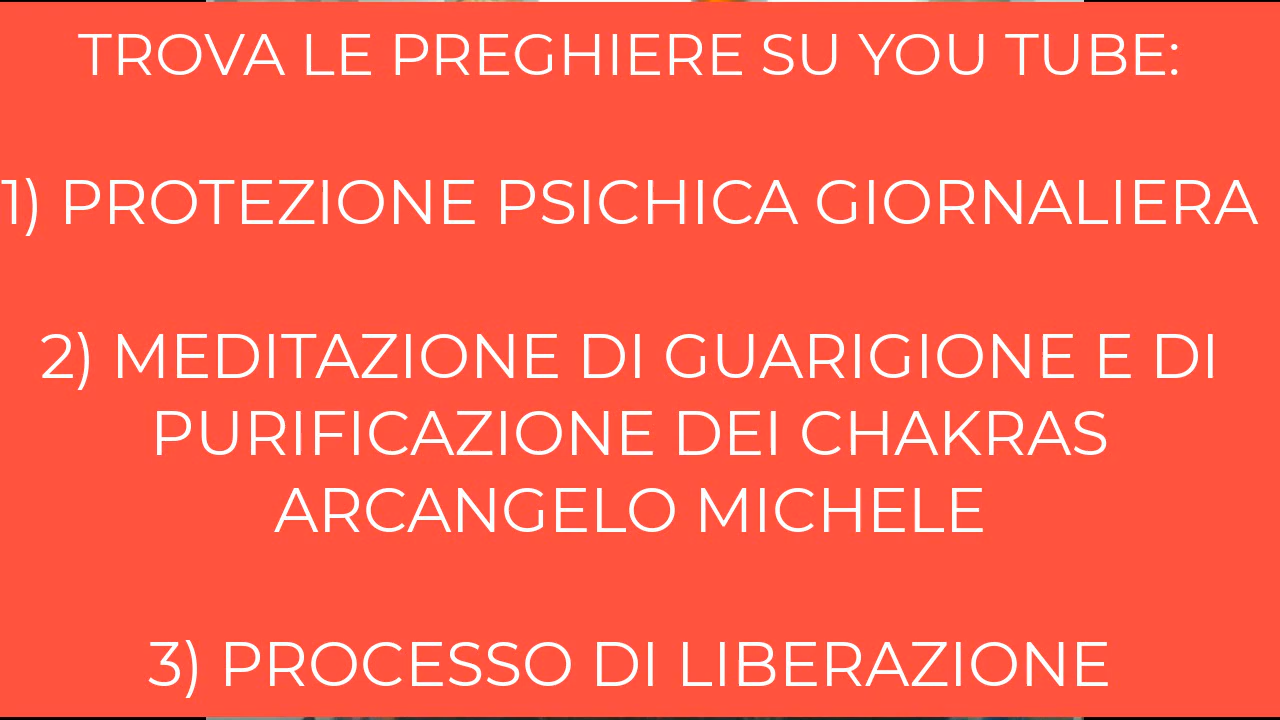 TROVA LE PREGHIERE SU YOU TUBE:
1) PROTEZIONE PSICHICA GIORNALIERA
2) MEDITAZIONE DI GUARIGIONE E DI
PURIFICAZIONE DEI CHAKRAS
ARCANGELO MICHELE
3) PROCESSO DI LIBERAZIONE